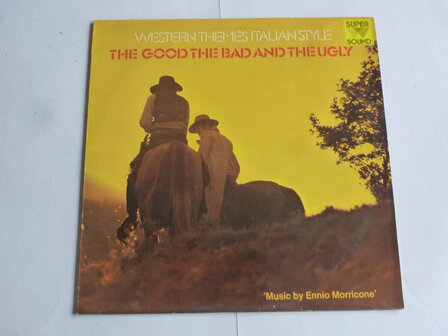 WESTERN THEMES ITALIAN STYLE
SUPER
SOUND
THE GOOD THE BAD AND THE UGLY
'Music by Ennio Morricone'